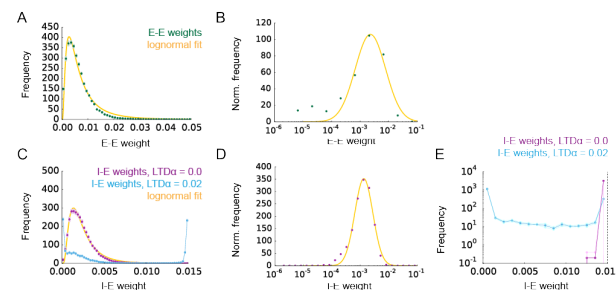 A
E-E weights
lognormal fit
Frequency
450
400
350
300
250
200
150
100
50
0
0.00 0.01 0.02 0.03 0.04 0.05
E-E weight
B
Norm. frequency
120
100
80
60
40
20
0
10-6 10-5 10-4 10-3 10-2 10-1
E-E weight
C
I-E weights, LTDα = 0.0
I-E weights, LTDα = 0.02
lognormal fit
Frequency
500
400
300
200
100
0
0.000 0.005 0.010 0.015
I-E weight
D
Norm. frequency
400
350
300
250
200
150
100
50
0
10-6 10-5 10-4 10-3 10-2 10-1
I-E weight
E
I-E weights, LTDα = 0.0
I-E weights, LTDα = 0.02
Frequency
104
103
102
101
100
10-1
0.000 0.005 0.010 0.01
I-E weight